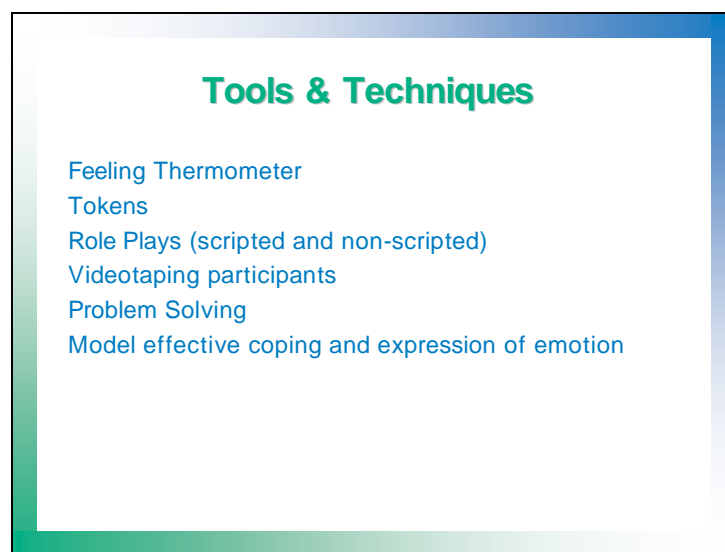 Tools & Techniques
Feeling Thermometer
Tokens
Role Plays (scripted and non-scripted)
Videotaping participants
Problem Solving
Model effective coping and expression of emotion